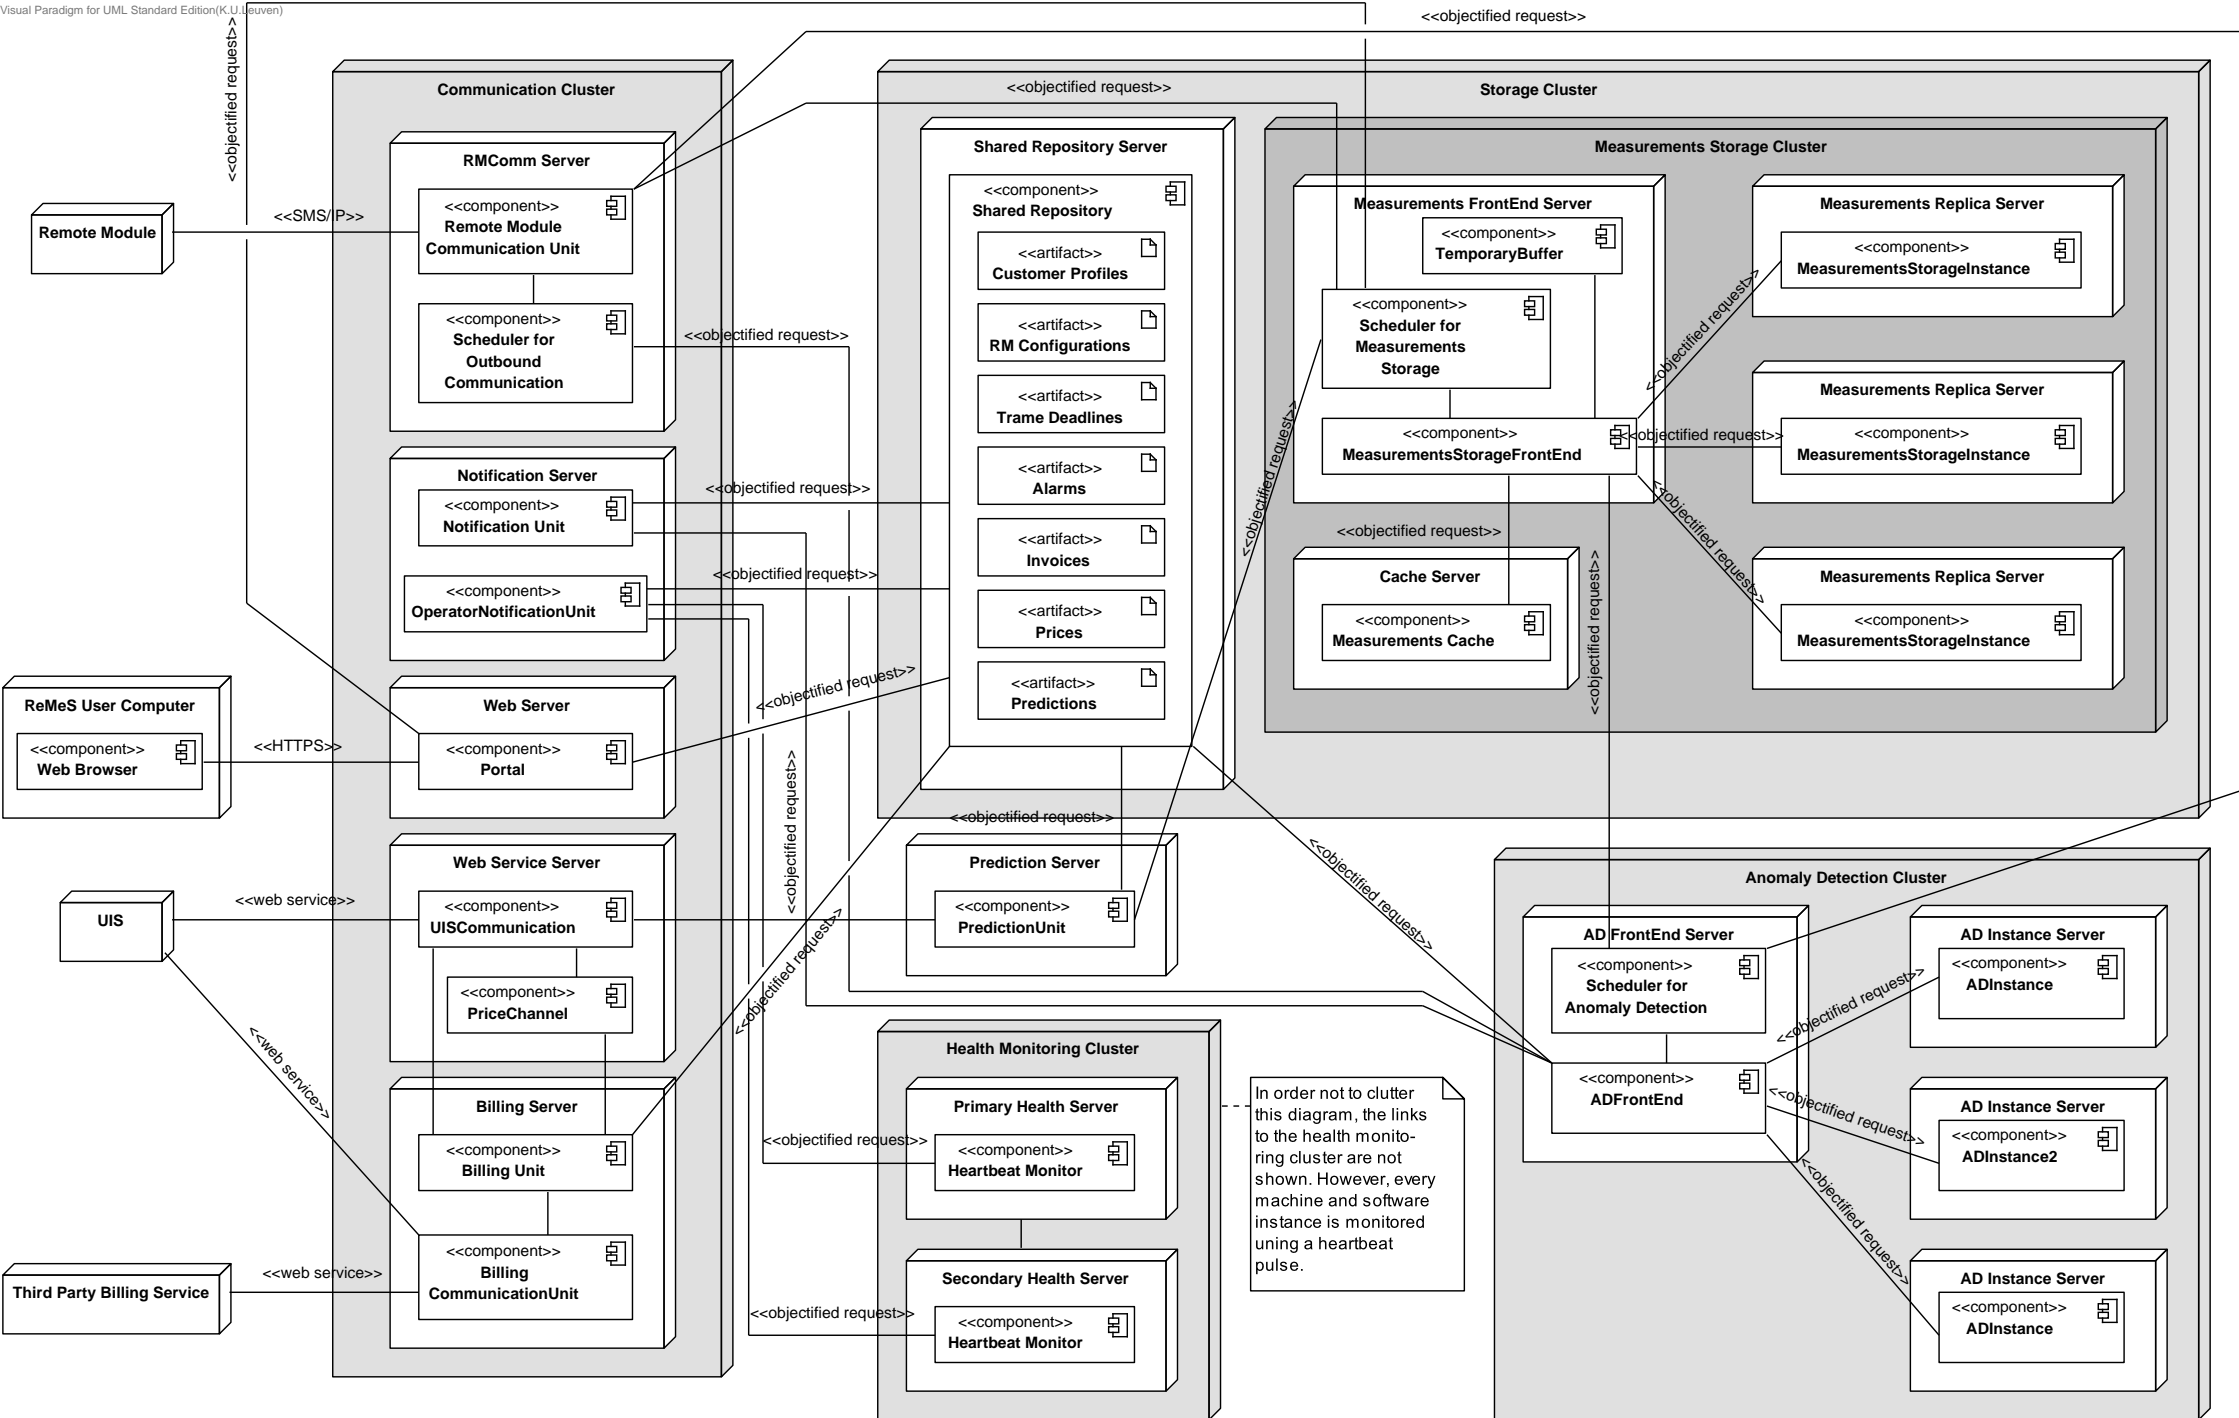 Visual Paradigm for UML Standard Edition(K.U.Leuven)
<<objectified request>>
<<objectified request>>
Communication Cluster
RMComm Server
<<component>>
Remote Module
Communication Unit
<<component>>
Scheduler for
Outbound
Communication
Remote Module
<<SMS/IP>>
<<objectified request>>
<<objectified request>>
Notification Server
<<component>>
Notification Unit
<<component>>
OperatorNotificationUnit
<<objectified request>>
<<objectified request>>
Web Server
<<component>>
Portal
ReMeS User Computer
<<component>>
Web Browser
<<HTTPS>>
<<objectified request>>
<<objectified request>>
Web Service Server
<<component>>
UISCommunication
<<component>>
PriceChannel
UIS
<<web service>>
<<web service>>
<<objectified request>>
Billing Server
<<component>>
Billing Unit
<<component>>
Billing
CommunicationUnit
Third Party Billing Service
<<web service>>
Storage Cluster
Shared Repository Server
<<component>>
Shared Repository
<<artifact>>
Customer Profiles
<<artifact>>
RM Configurations
<<artifact>>
Trame Deadlines
<<artifact>>
Alarms
<<artifact>>
Invoices
<<artifact>>
Prices
<<artifact>>
Predictions
Measurements Storage Cluster
Measurements FrontEnd Server
<<component>>
TemporaryBuffer
<<component>>
Scheduler for
Measurements
Storage
<<component>>
MeasurementsStorageFrontEnd
<<objectified request>>
<<objectified request>>
<<objectified request>>
<<objectified request>>
<<objectified request>>
<<objectified request>>
Cache Server
<<component>>
Measurements Cache
Measurements Replica Server
<<component>>
MeasurementsStorageInstance
Measurements Replica Server
<<component>>
MeasurementsStorageInstance
Measurements Replica Server
<<component>>
MeasurementsStorageInstance
<<objectified request>>
Prediction Server
<<component>>
PredictionUnit
<<objectified request>>
Health Monitoring Cluster
Primary Health Server
<<component>>
Heartbeat Monitor
<<objectified request>>
Secondary Health Server
<<component>>
Heartbeat Monitor
<<objectified request>>
In order not to clutter
this diagram, the links
to the health monito-
ring cluster are not
shown. However, every
machine and software
instance is monitored
uning a heartbeat
pulse.
Anomaly Detection Cluster
AD FrontEnd Server
<<component>>
Scheduler for
Anomaly Detection
<<component>>
ADFrontEnd
<<objectified request>>
<<objectified request>>
<<objectified request>>
AD Instance Server
<<component>>
ADInstance
AD Instance Server
<<component>>
ADInstance2
AD Instance Server
<<component>>
ADInstance